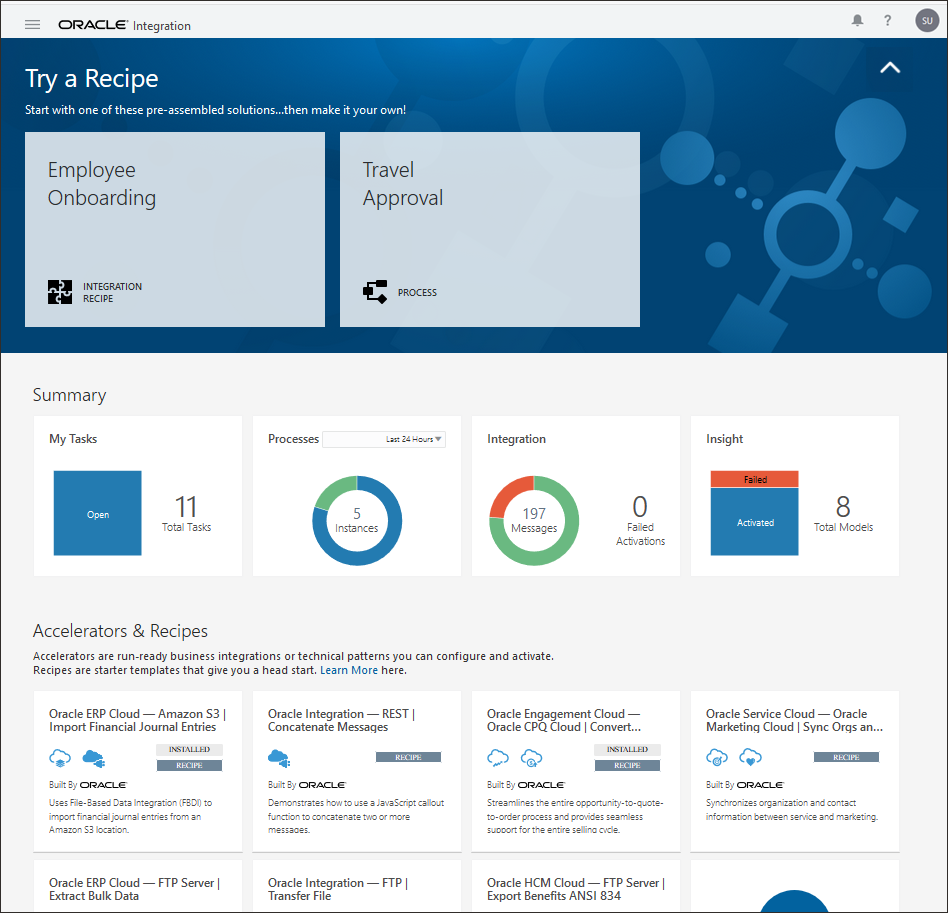 ORACLE Integration
SU
Try a Recipe
Start with one of these pre-assembled solutions...then make it your own!
Employee
Onboarding
INTEGRATION
RECIPE
Travel
Approval
PROCESS
Summary
My Tasks
Open
11
Total Tasks
Processes
Last 24 Hours
5
Instances
Integration
197
Messages
0
Failed
Activations
Insight
Failed
Activated
8
Total Models
Accelerators & Recipes
Accelerators are run-ready business integrations or technical patterns you can configure and activate.
Recipes are starter templates that give you a head start. Learn More here.
Oracle ERP Cloud — Amazon S3 |
Import Financial Journal Entries
INSTALLED
RECIPE
Built By ORACLE
Uses File-Based Data Integration (FBDI) to
import financial journal entries from an
Amazon S3 location.
Oracle Integration — REST |
Concatenate Messages
RECIPE
Built By ORACLE
Demonstrates how to use a JavaScript callout
function to concatenate two or more
messages.
Oracle Engagement Cloud —
Oracle CPQ Cloud | Convert...
INSTALLED
RECIPE
Built By ORACLE
Streamlines the entire opportunity-to-quote-
to-order process and provides seamless
support for the entire selling cycle.
Oracle Service Cloud — Oracle
Marketing Cloud | Sync Orgs an...
RECIPE
Built By ORACLE
Synchronizes organization and contact
information between service and marketing.
Oracle ERP Cloud — FTP Server |
Extract Bulk Data
Oracle Integration — FTP |
Transfer File
Oracle HCM Cloud — FTP Server |
Export Benefits ANSI 834